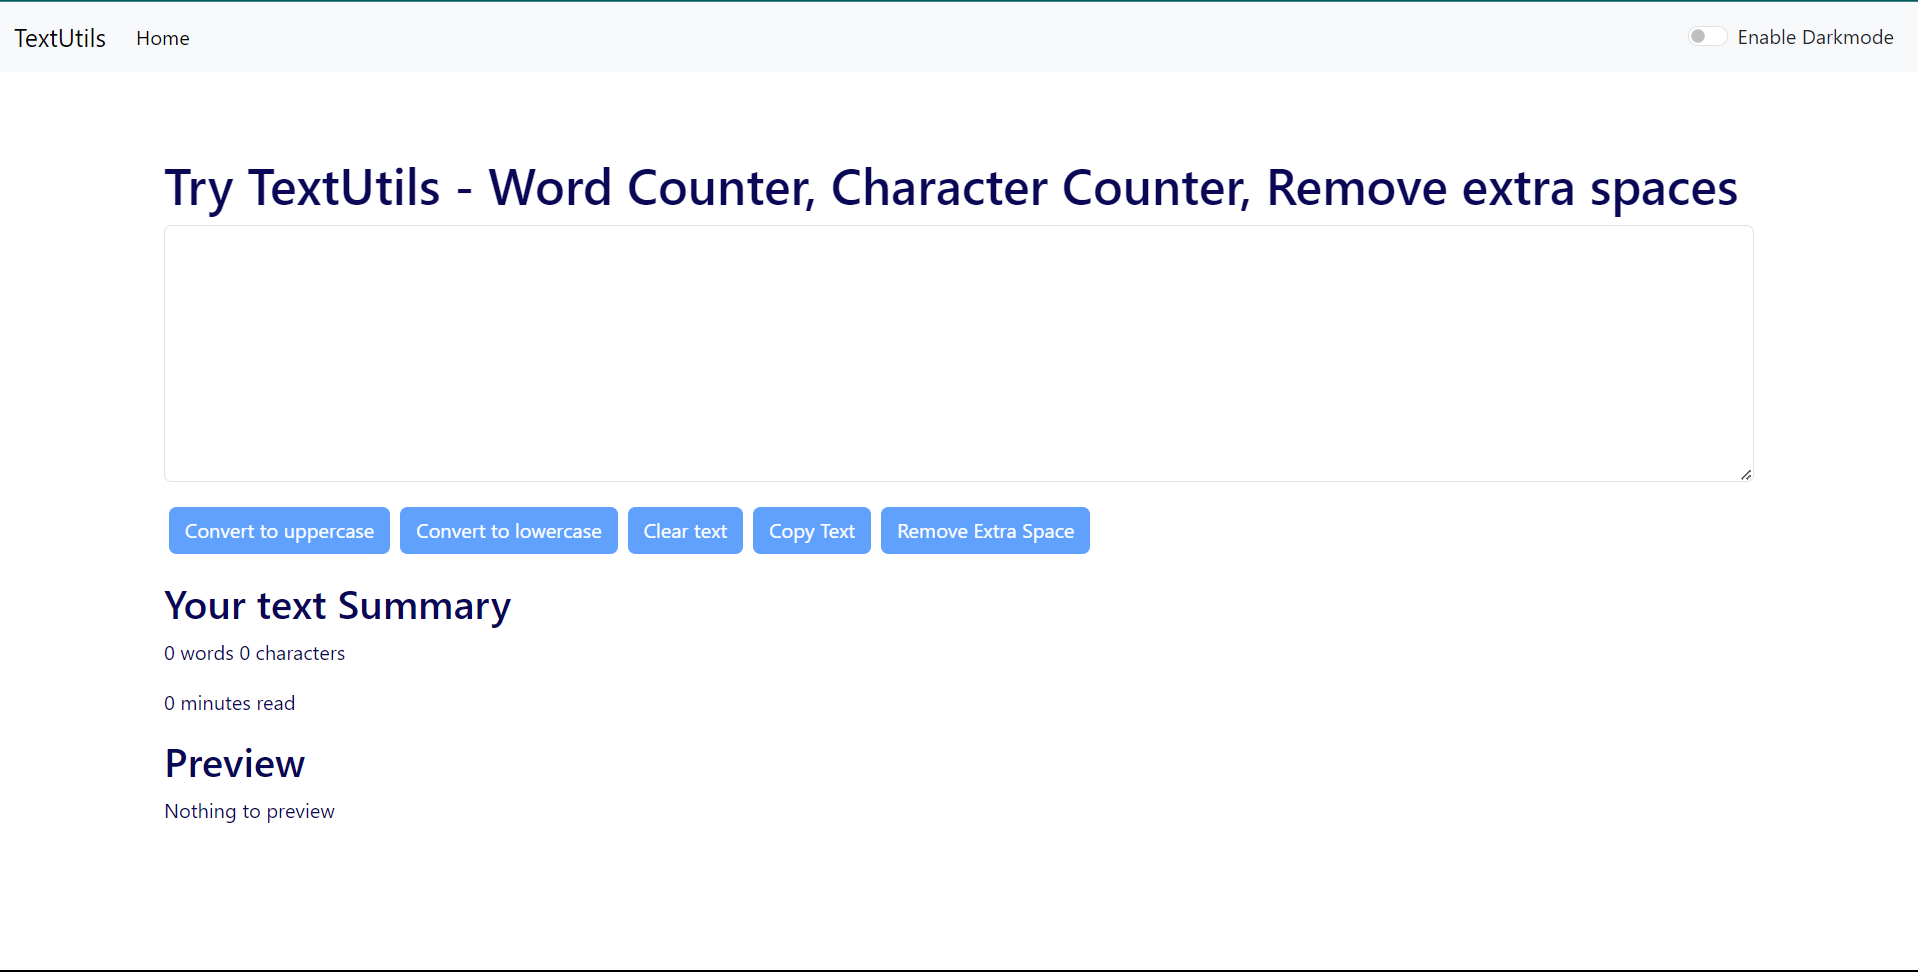 TextUtils Home Enable Darkmode
Try TextUtils - Word Counter, Character Counter, Remove extra spaces
Convert to uppercase Convert to lowercase Clear text Copy Text Remove Extra Space
Your text Summary
0 words 0 characters
0 minutes read
Preview
Nothing to preview